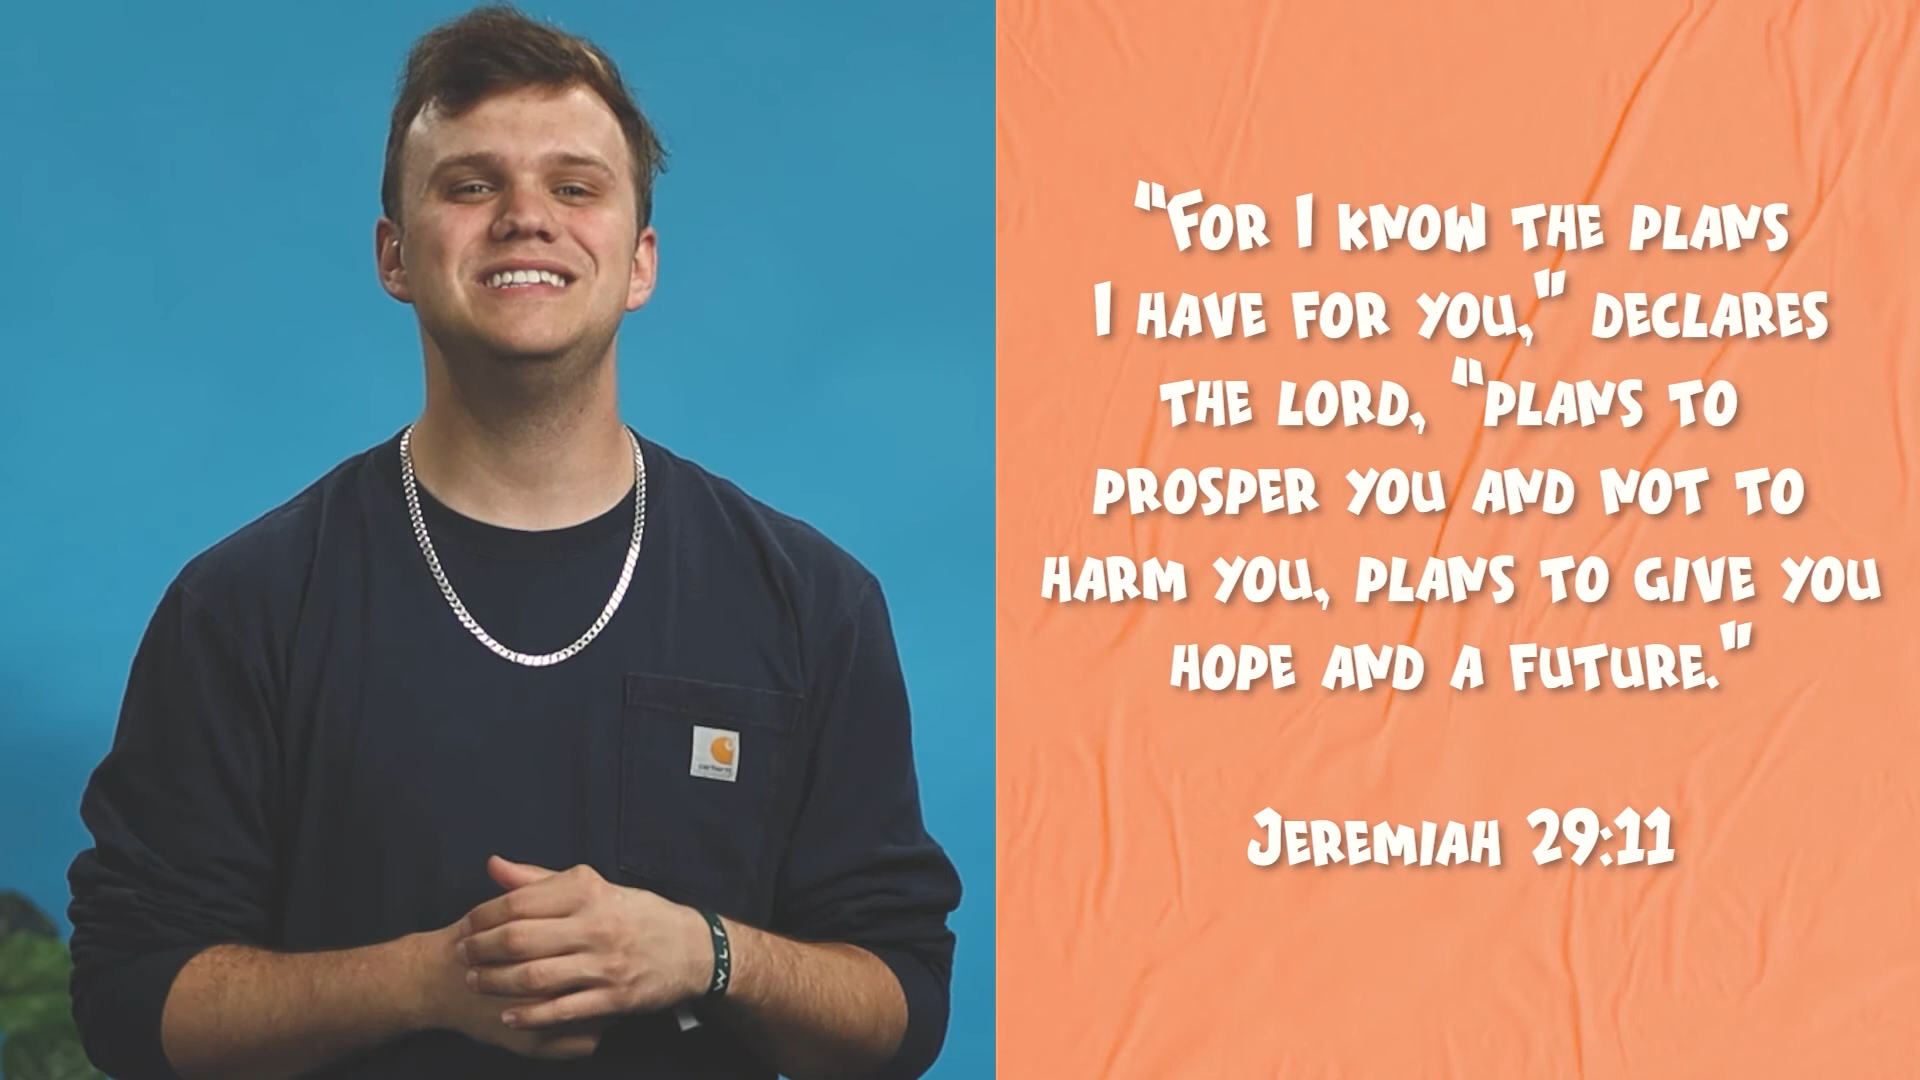 "For I know the plans
I have for you," declares
the Lord, "plans to
prosper you and not to
harm you, plans to give you
hope and a future."
Jeremiah 29:11
carhartt
W.L.F.